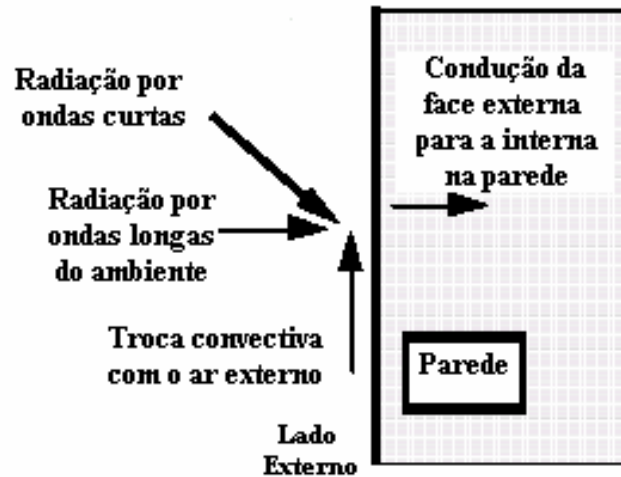 Radiação por
ondas curtas
Condução da
face externa
para a interna
na parede
Radiação por
ondas longas
do ambiente
Troca convectiva
com o ar externo
Parede
Lado
Externo